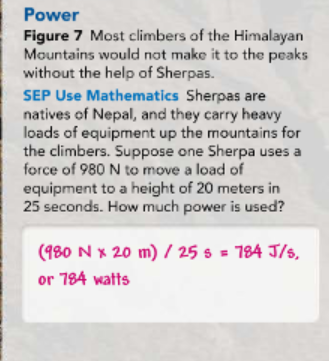 Power
Figure 7 Most climbers of the Himalayan
Mountains would not make it to the peaks
without the help of Sherpas.
SEP Use Mathematics Sherpas are
natives of Nepal, and they carry heavy
loads of equipment up the mountains for
the climbers. Suppose one Sherpa uses a
force of 980 N to move a load of
equipment to a height of 20 meters in
25 seconds. How much power is used?
(980 N x 20 m) / 25 s = 784 J/s,
or 784 watts